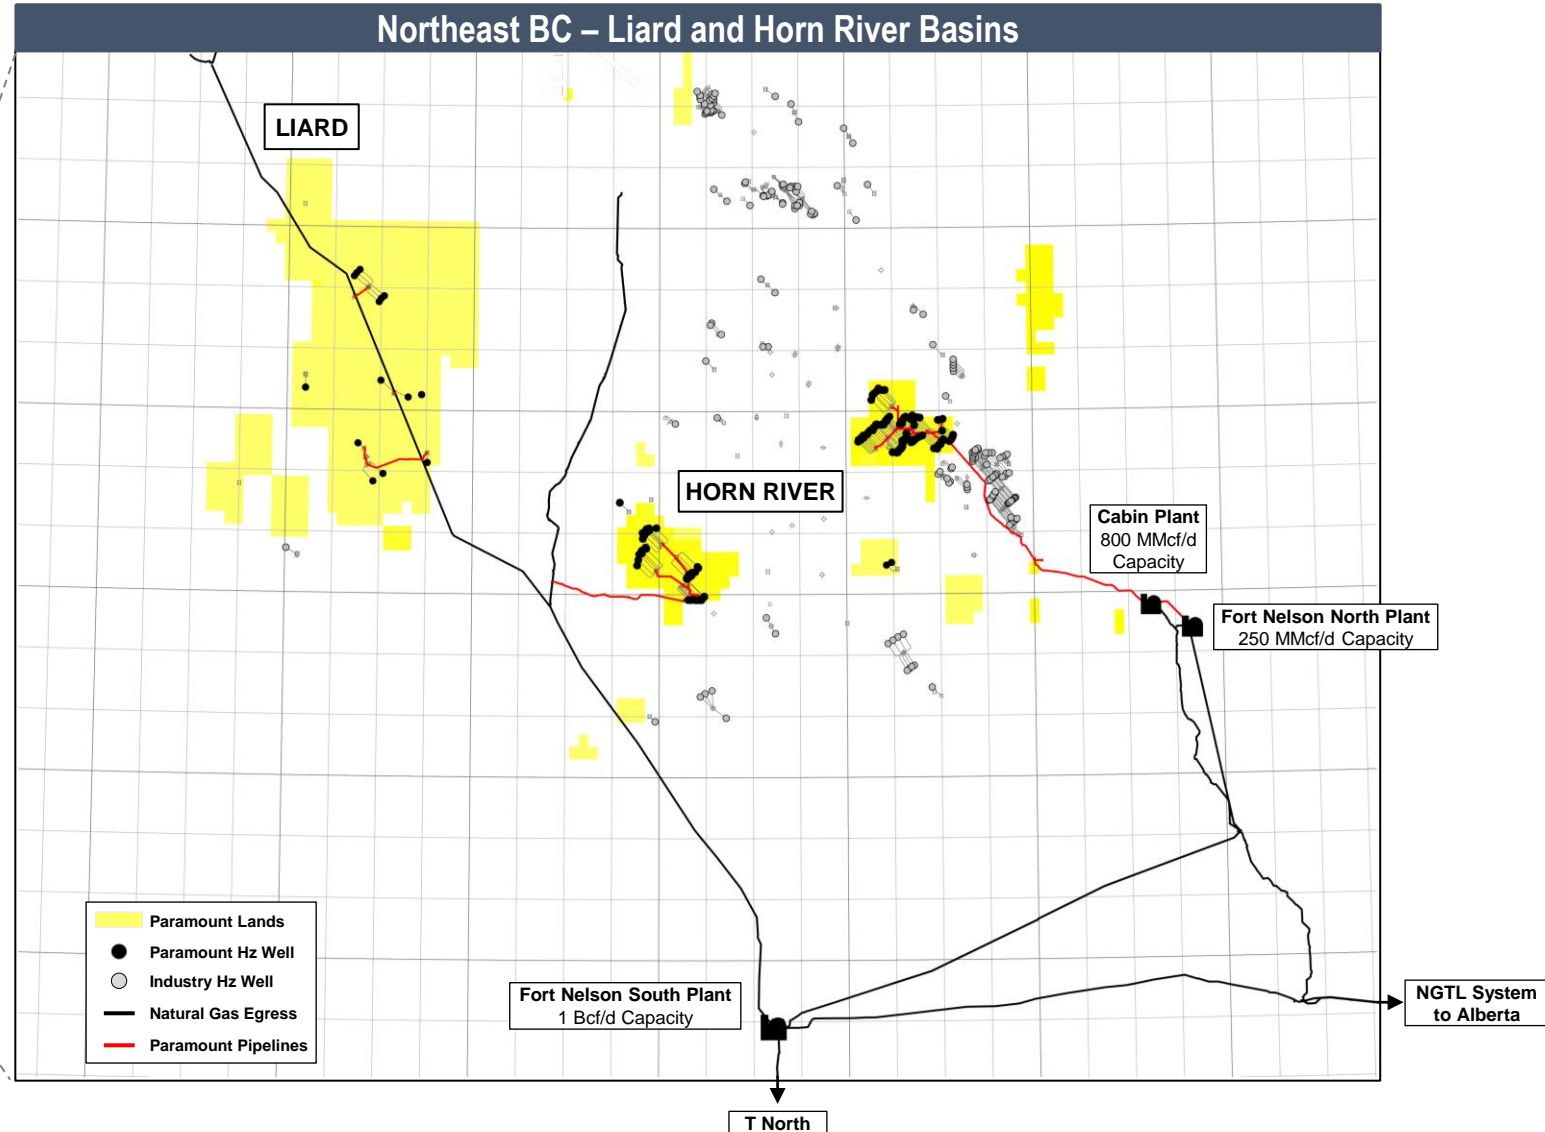 Northeast BC – Liard and Horn River Basins
LIARD
HORN RIVER
Cabin Plant
800 MMcf/d
Capacity
Fort Nelson North Plant
250 MMcf/d Capacity
Paramount Lands
Paramount Hz Well
Industry Hz Well
Natural Gas Egress
Paramount Pipelines
Fort Nelson South Plant
1 Bcf/d Capacity
NGTL System
to Alberta
T North